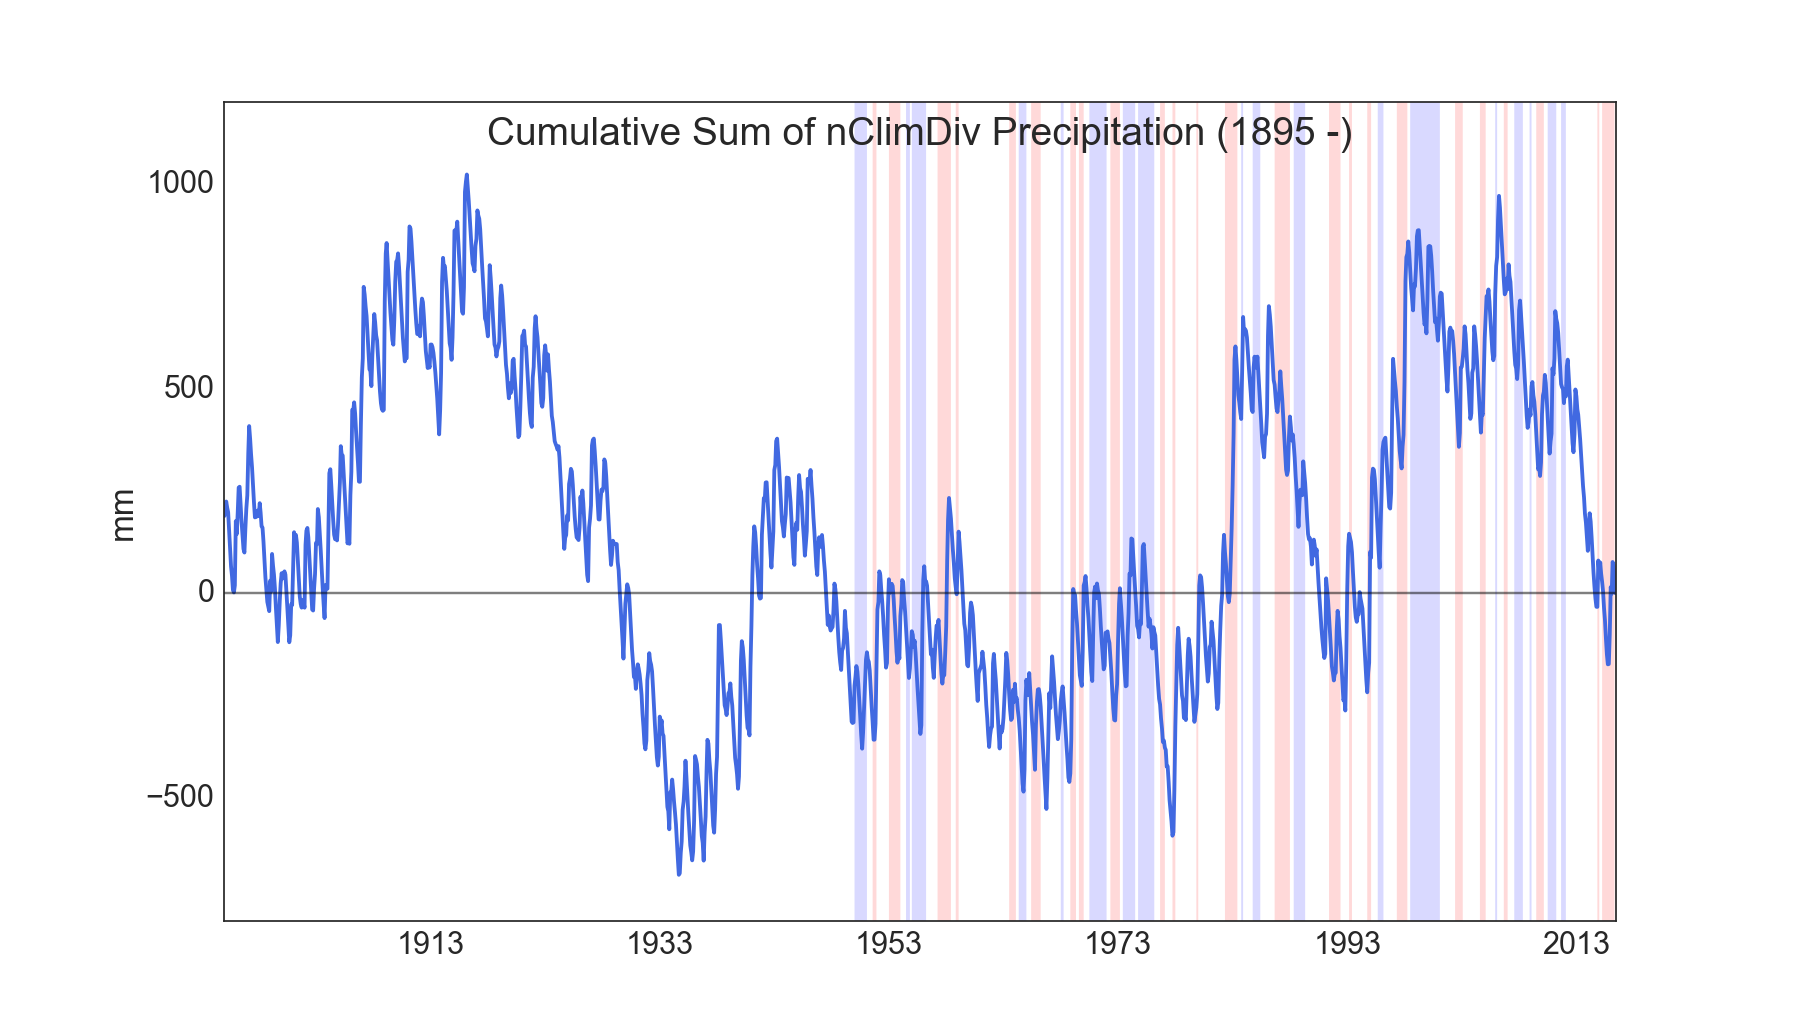 Cumulative Sum of nClimDiv Precipitation (1895 -)
1000
500
0
−500
mm
1913 1933 1953 1973 1993 2013